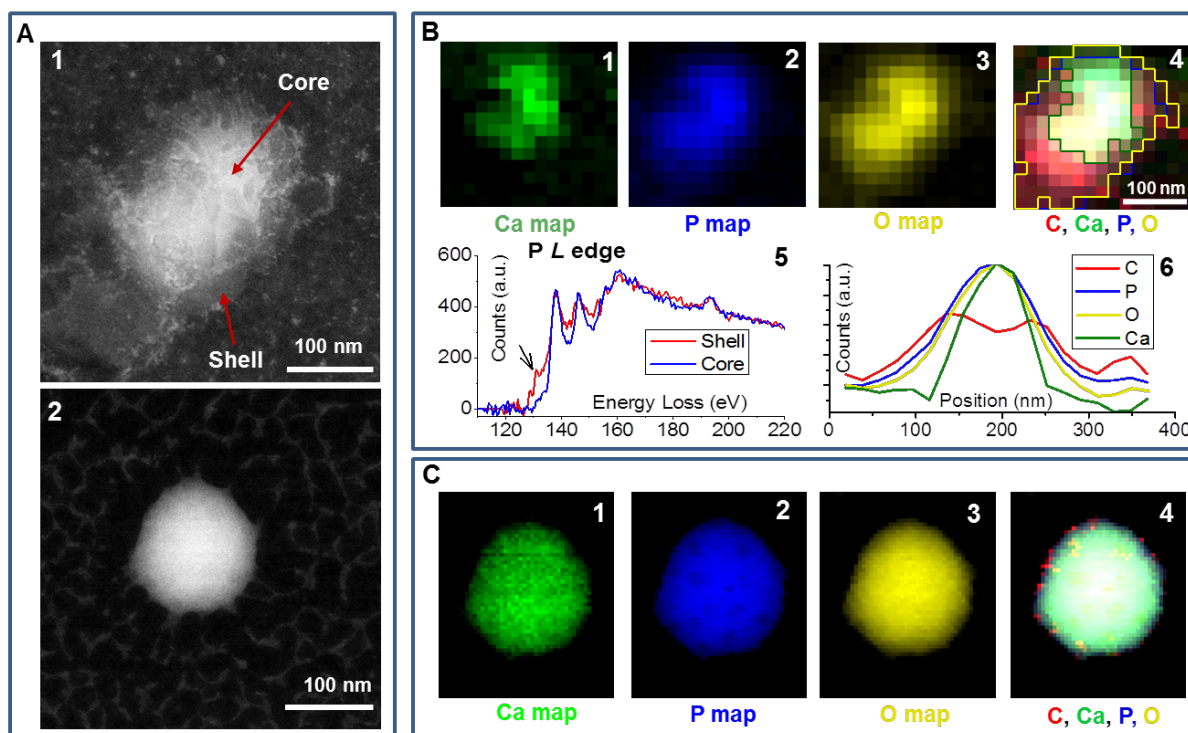 A
1
Core
Shell
100 nm
2
100 nm
B
1
2
3
4
100 nm
Ca map
P map
O map
C, Ca, P, O
P L edge
5
600
400
200
0
Counts (a.u.)
Shell
Core
Energy Loss (eV)
120 140 160 180 200 220
6
Counts (a.u.)
C
P
O
Ca
Position (nm)
0 100 200 300 400
C
1
2
3
4
Ca map
P map
O map
C, Ca, P, O